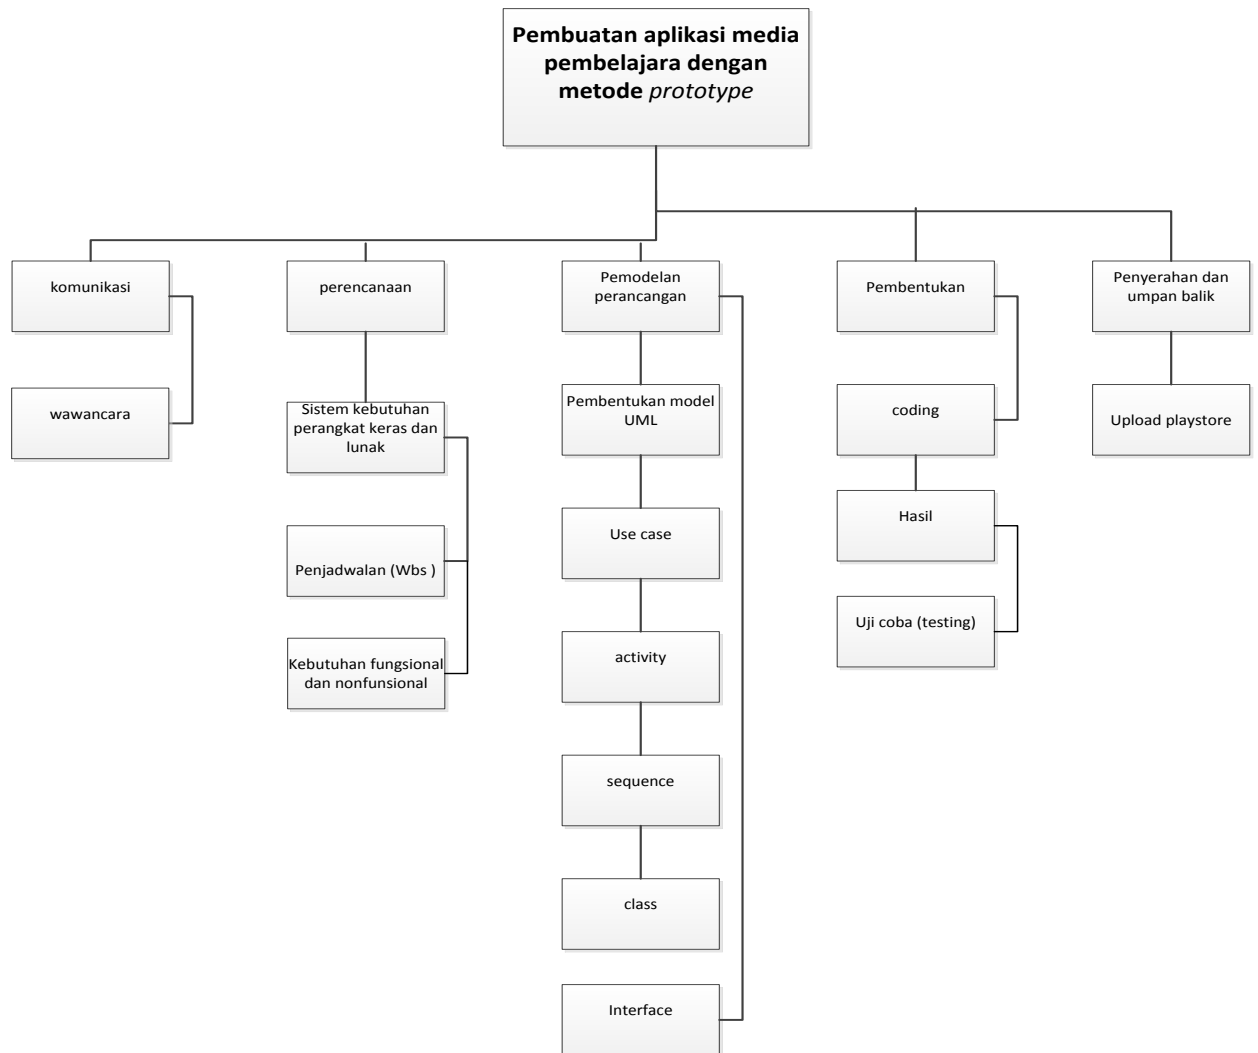 Pembuatan aplikasi media
pembelajara dengan
metode prototype
komunikasi
wawancara
perencanaan
Sistem kebutuhan
perangkat keras dan
lunak
Penjadwalan (Wbs )
Kebutuhan fungsional
dan nonfunsional
Pemodelan
perancangan
Pembentukan model
UML
Use case
activity
sequence
class
Interface
Pembentukan
coding
Hasil
Uji coba (testing)
Penyerahan dan
umpan balik
Upload playstore